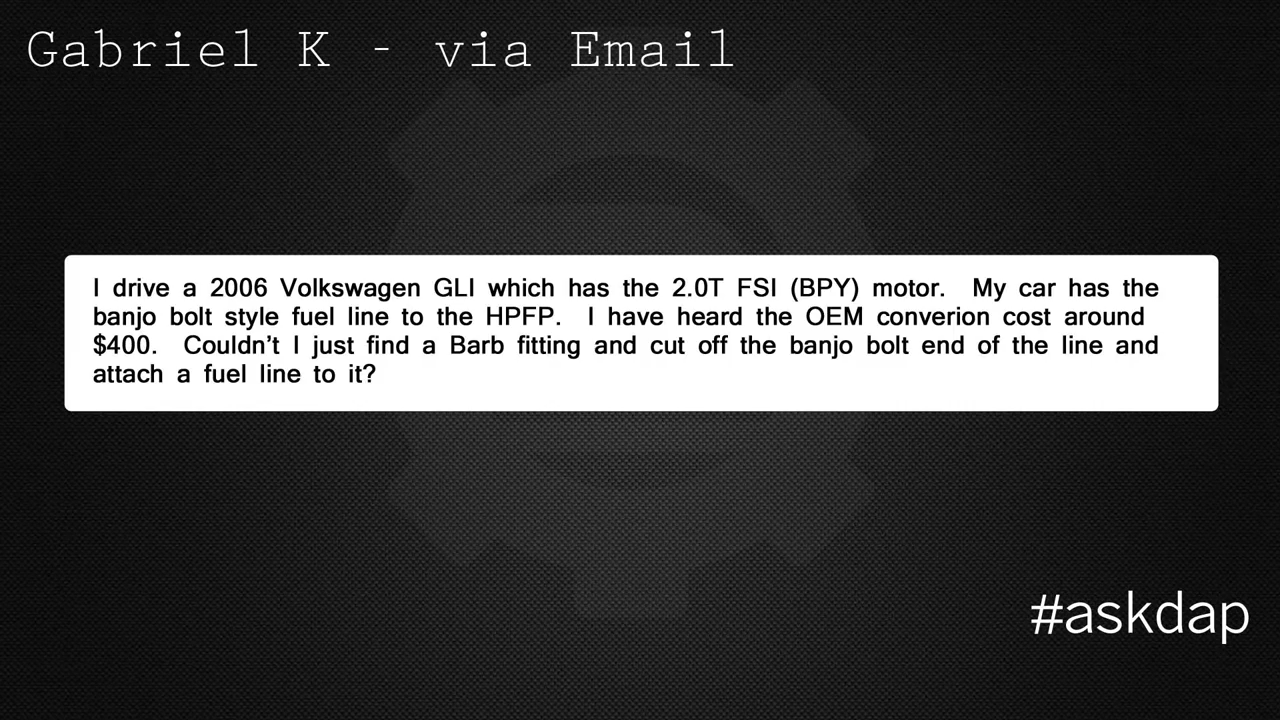 Gabriel K - via Email
I drive a 2006 Volkswagen GLI which has the 2.0T FSI (BPY) motor. My car has the
banjo bolt style fuel line to the HPFP. I have heard the OEM converion cost around
$400. Couldn't I just find a Barb fitting and cut off the banjo bolt end of the line and
attach a fuel line to it?
#askdap